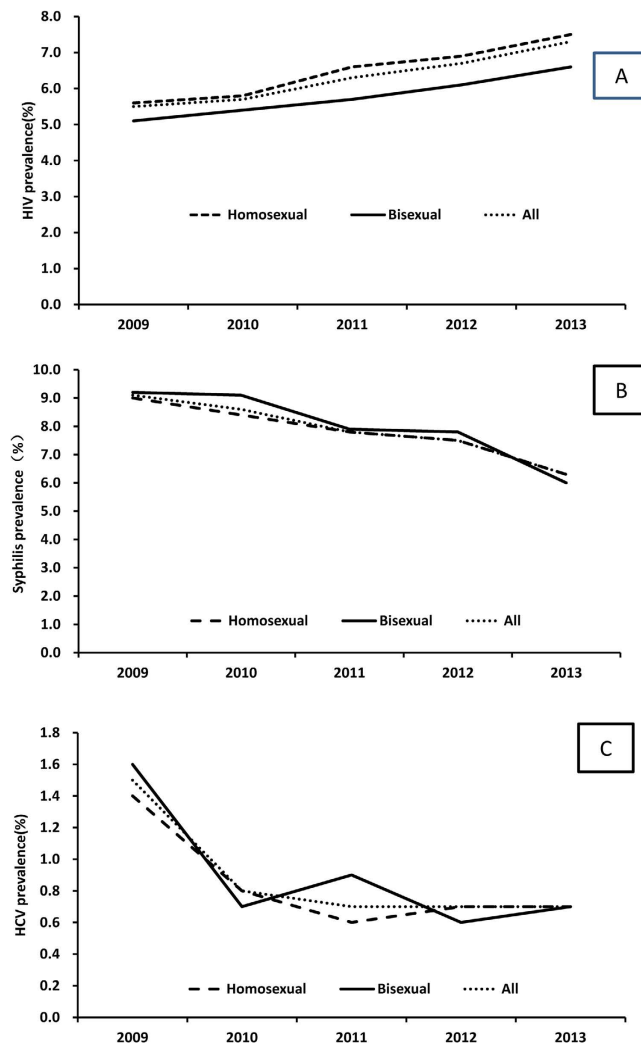 8.0
7.0
6.0
5.0
4.0
3.0
2.0
1.0
0.0
HIV prevalence(%)
A
Homosexual Bisexual All
2009 2010 2011 2012 2013
10.0
9.0
8.0
7.0
6.0
5.0
4.0
3.0
2.0
1.0
0.0
Syphilis prevalence（%）
B
Homosexual Bisexual All
2009 2010 2011 2012 2013
1.8
1.6
1.4
1.2
1.0
0.8
0.6
0.4
0.2
0.0
HCV prevalence(%)
C
Homosexual Bisexual All
2009 2010 2011 2012 2013